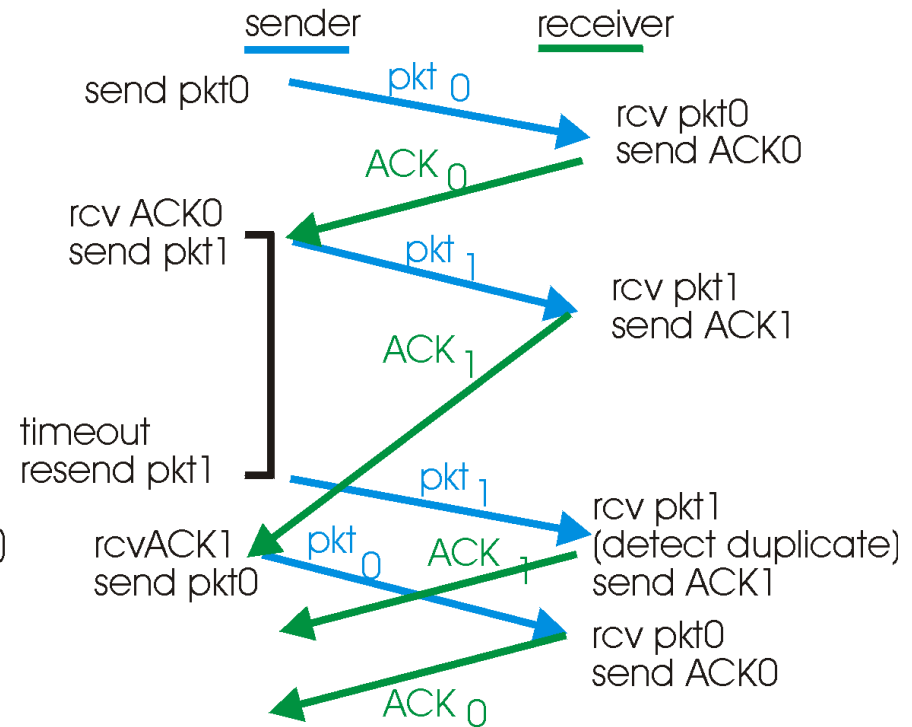 sender receiver
send pkt0
pkt 0
rcv pkt0
send ACK0
ACK 0
rcv ACK0
send pkt1
pkt 1
rcv pkt1
send ACK1
ACK 1
timeout
resend pkt1
pkt 1
rcv pkt1
(detect duplicate)
send ACK1
)
rcvACK1
send pkt0
pkt 0
ACK 1
rcv pkt0
send ACK0
ACK 0